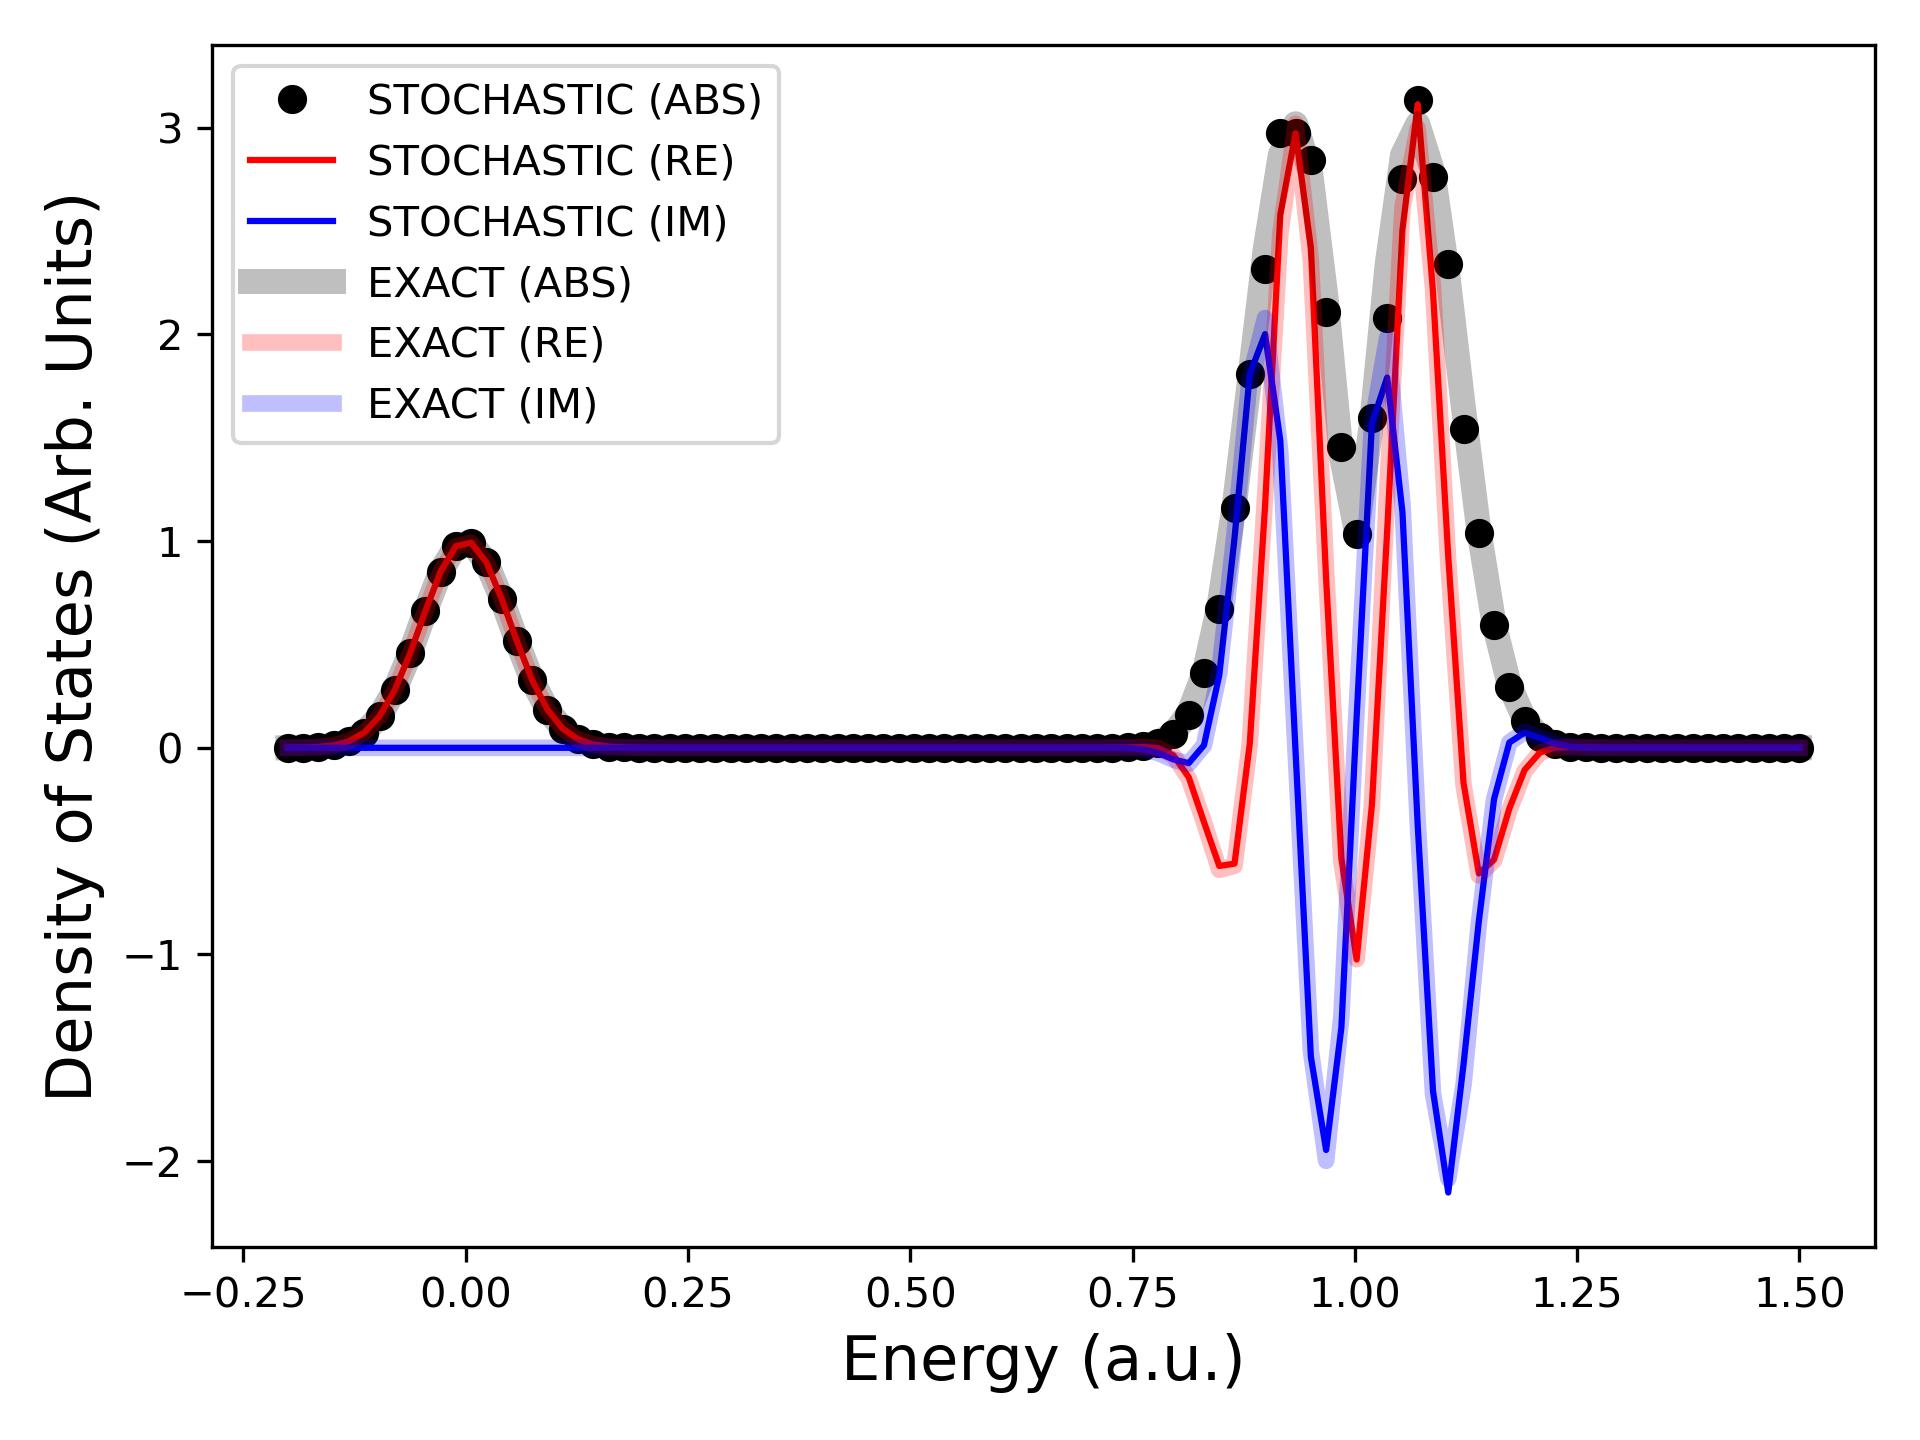 STOCHASTIC (ABS)
STOCHASTIC (RE)
STOCHASTIC (IM)
EXACT (ABS)
EXACT (RE)
EXACT (IM)
Density of States (Arb. Units)
3
2
1
0
−1
−2
−0.25 0.00 0.25 0.50 0.75 1.00 1.25 1.50
Energy (a.u.)